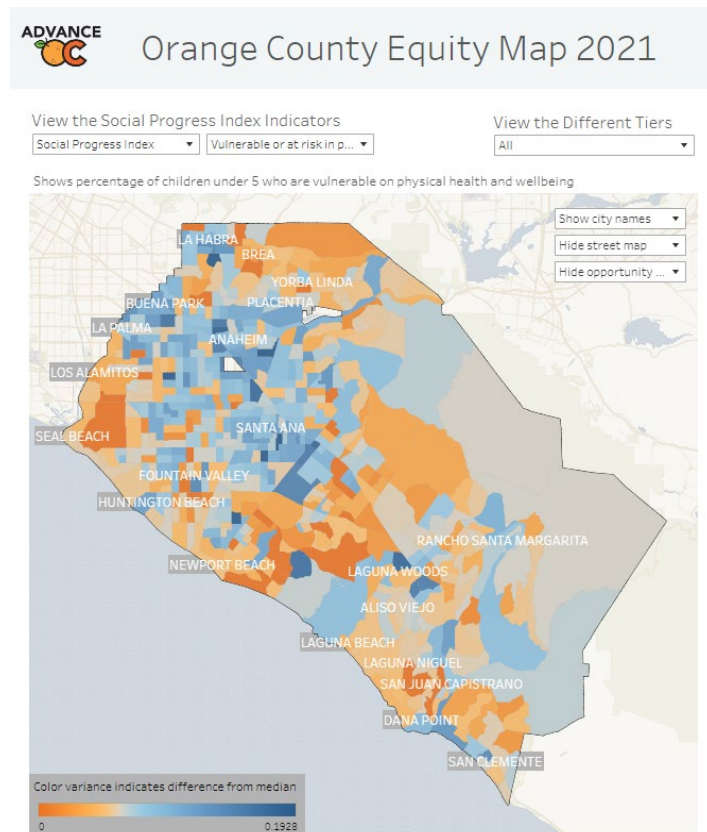 ADVANCE
OC
Orange County Equity Map 2021
View the Social Progress Index Indicators
View the Different Tiers
Social Progress Index
Vulnerable or at risk in p...
All
Shows percentage of children under 5 who are vulnerable on physical health and wellbeing
Show city names
Hide street map
Hide opportunity ...
LA HABRA
BREA
YORBA LINDA
BUENA PARK
PLACENTIA
LA PALMA
ANAHEIM
LOS ALAMITOS
SANTA ANA
SEAL BEACH
FOUNTAIN VALLEY
HUNTINGTON BEACH
RANCHO SANTA MARGARITA
NEWPORT BEACH
LAGUNA WOODS
ALISO VIEJO
LAGUNA BEACH
LAGUNA NIGUEL
SAN JUAN CAPISTRANO
DANA POINT
SAN CLEMENTE
Color variance indicates difference from median
0
0.1928